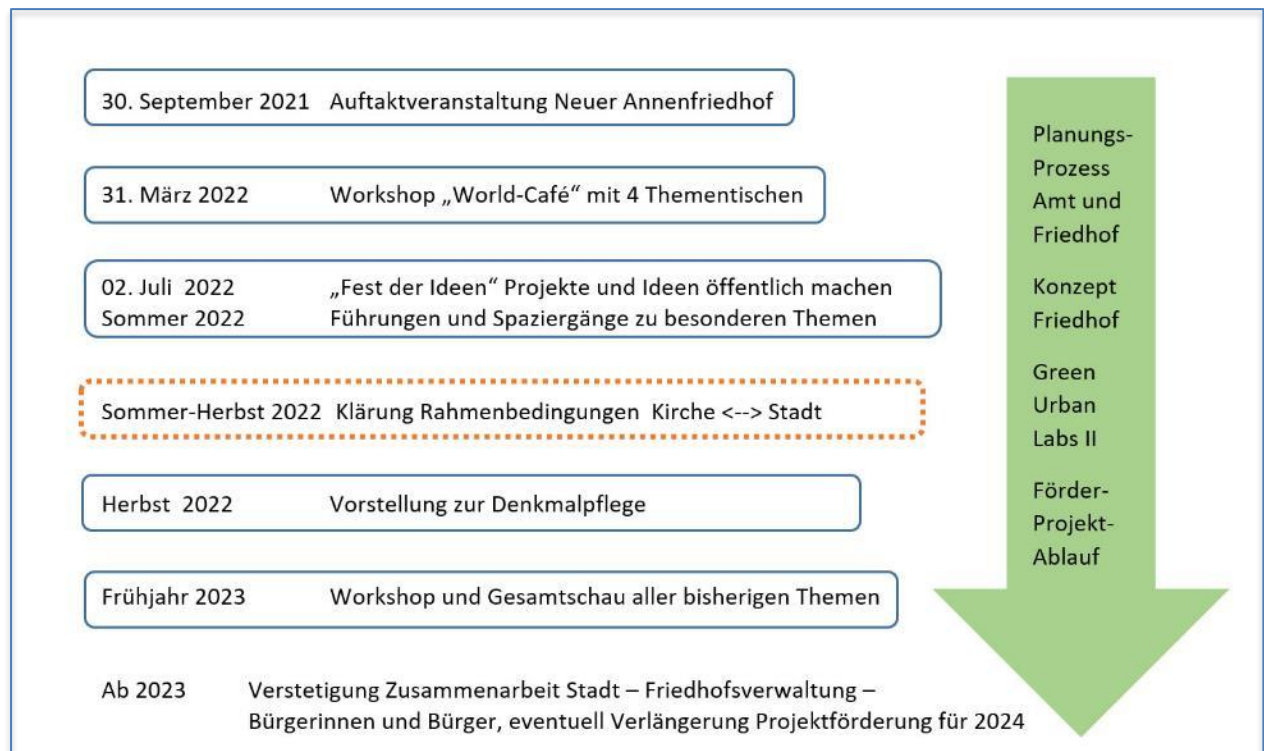 30. September 2021 Auftaktveranstaltung Neuer Annenfriedhof
31. März 2022 Workshop „World-Café“ mit 4 Thementischen
02. Juli 2022 „Fest der Ideen“ Projekte und Ideen öffentlich machen
Sommer 2022 Führungen und Spaziergänge zu besonderen Themen
Sommer-Herbst 2022 Klärung Rahmenbedingungen Kirche <--> Stadt
Herbst 2022 Vorstellung zur Denkmalpflege
Frühjahr 2023 Workshop und Gesamtschau aller bisherigen Themen
Ab 2023 Verstetigung Zusammenarbeit Stadt – Friedhofsverwaltung –
Bürgerinnen und Bürger, eventuell Verlängerung Projektförderung für 2024
Planungs-
Prozess
Amt und
Friedhof
Konzept
Friedhof
Green
Urban
Labs II
Förder-
Projekt-
Ablauf